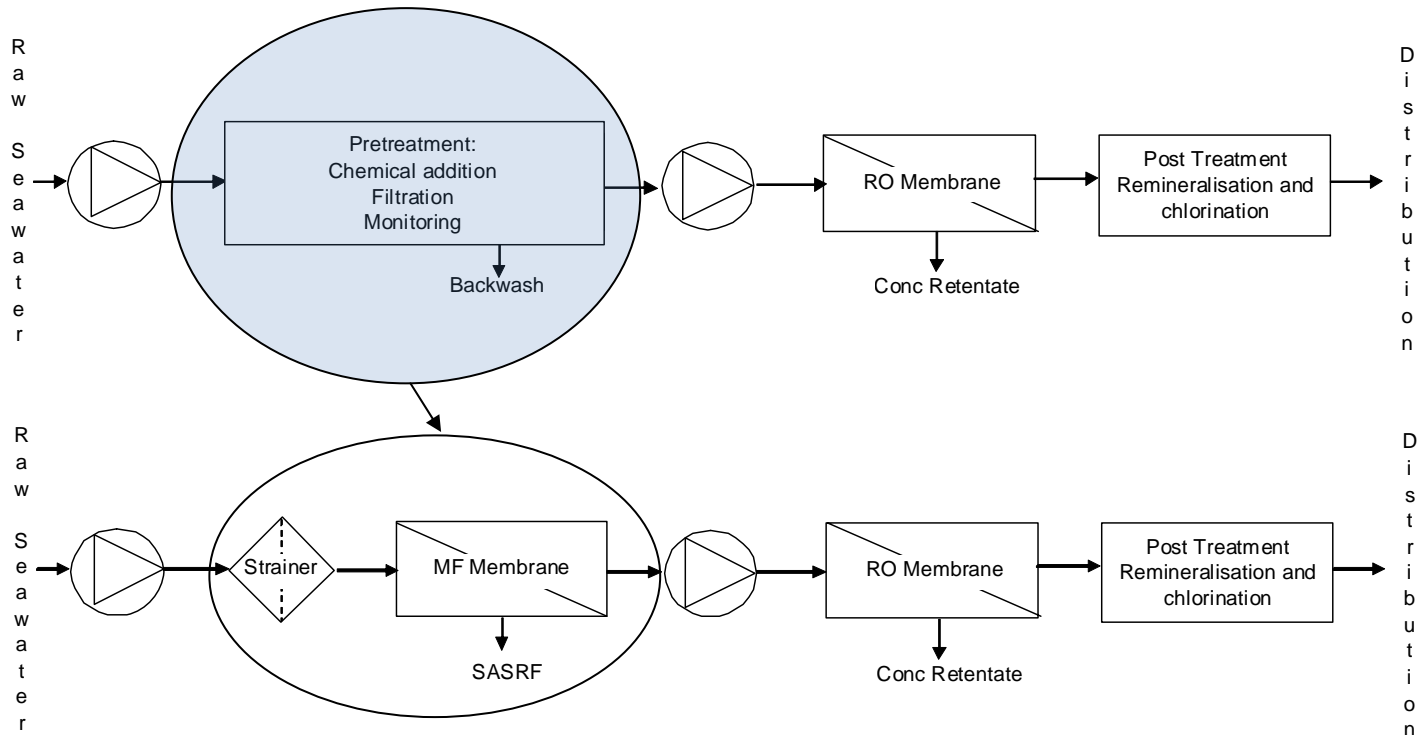 Raw Seawater
Pretreatment:
Chemical addition
Filtration
Monitoring
Backwash
RO Membrane
Conc Retentate
Post Treatment
Remineralisation and
chlorination
Distribution
Raw Seawater
Strainer
MF Membrane
SASRF
RO Membrane
Conc Retentate
Post Treatment
Remineralisation and
chlorination
Distribution